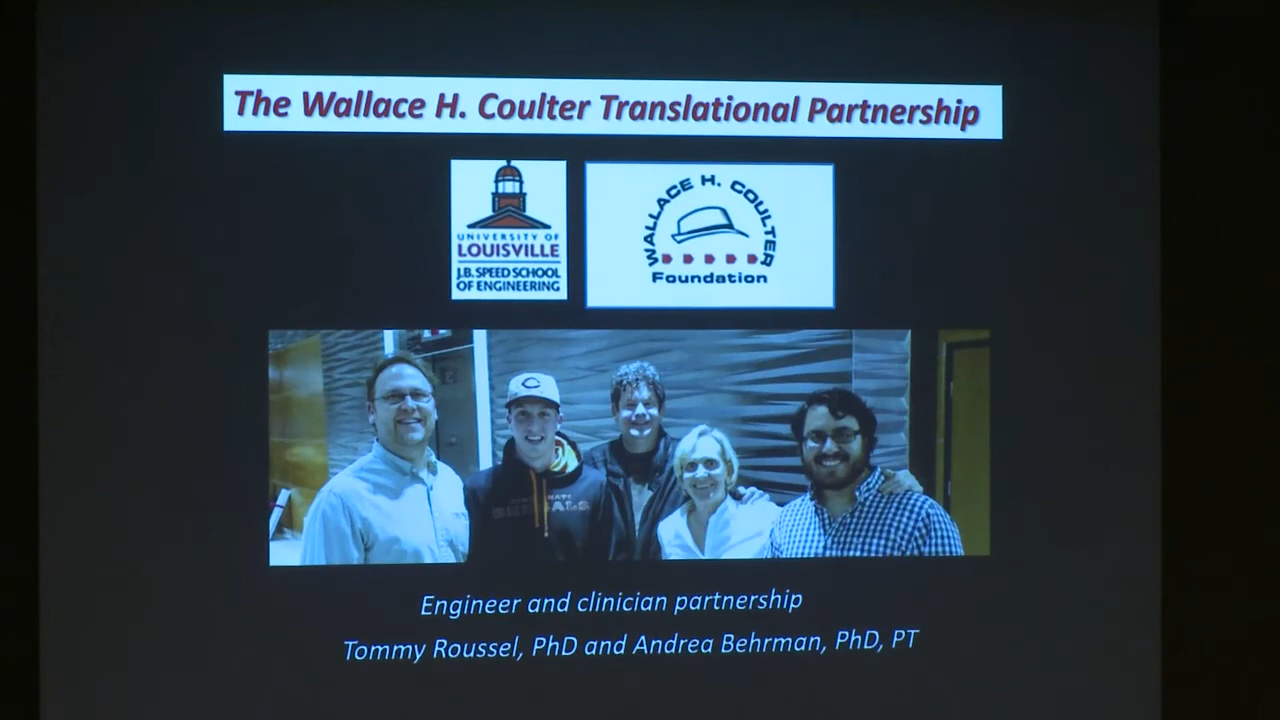 The Wallace H. Coulter Translational Partnership
UNIVERSITY OF
LOUISVILLE
J.B. SPEED SCHOOL
OF ENGINEERING
WALLACE H. COULTER
Foundation
C
BENGALS
Engineer and clinician partnership
Tommy Roussel, PhD and Andrea Behrman, PhD, PT